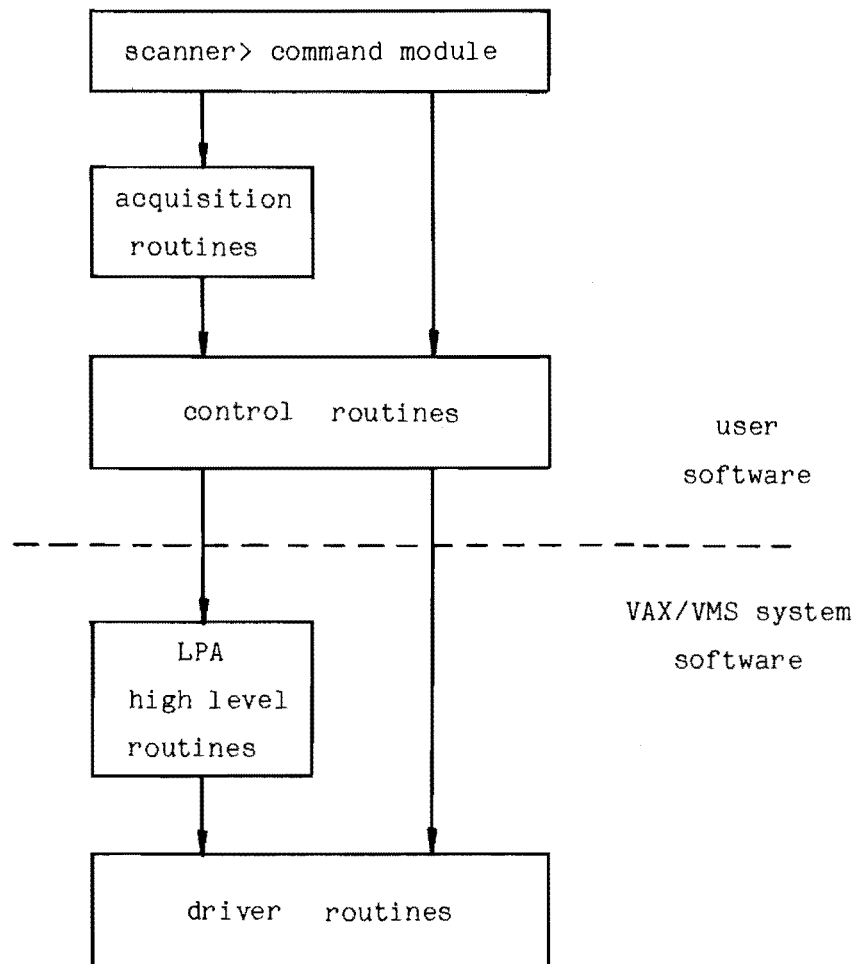 scanner> command module
acquisition
routines
control routines
user
software
VAX/VMS system
software
LPA
high level
routines
driver routines